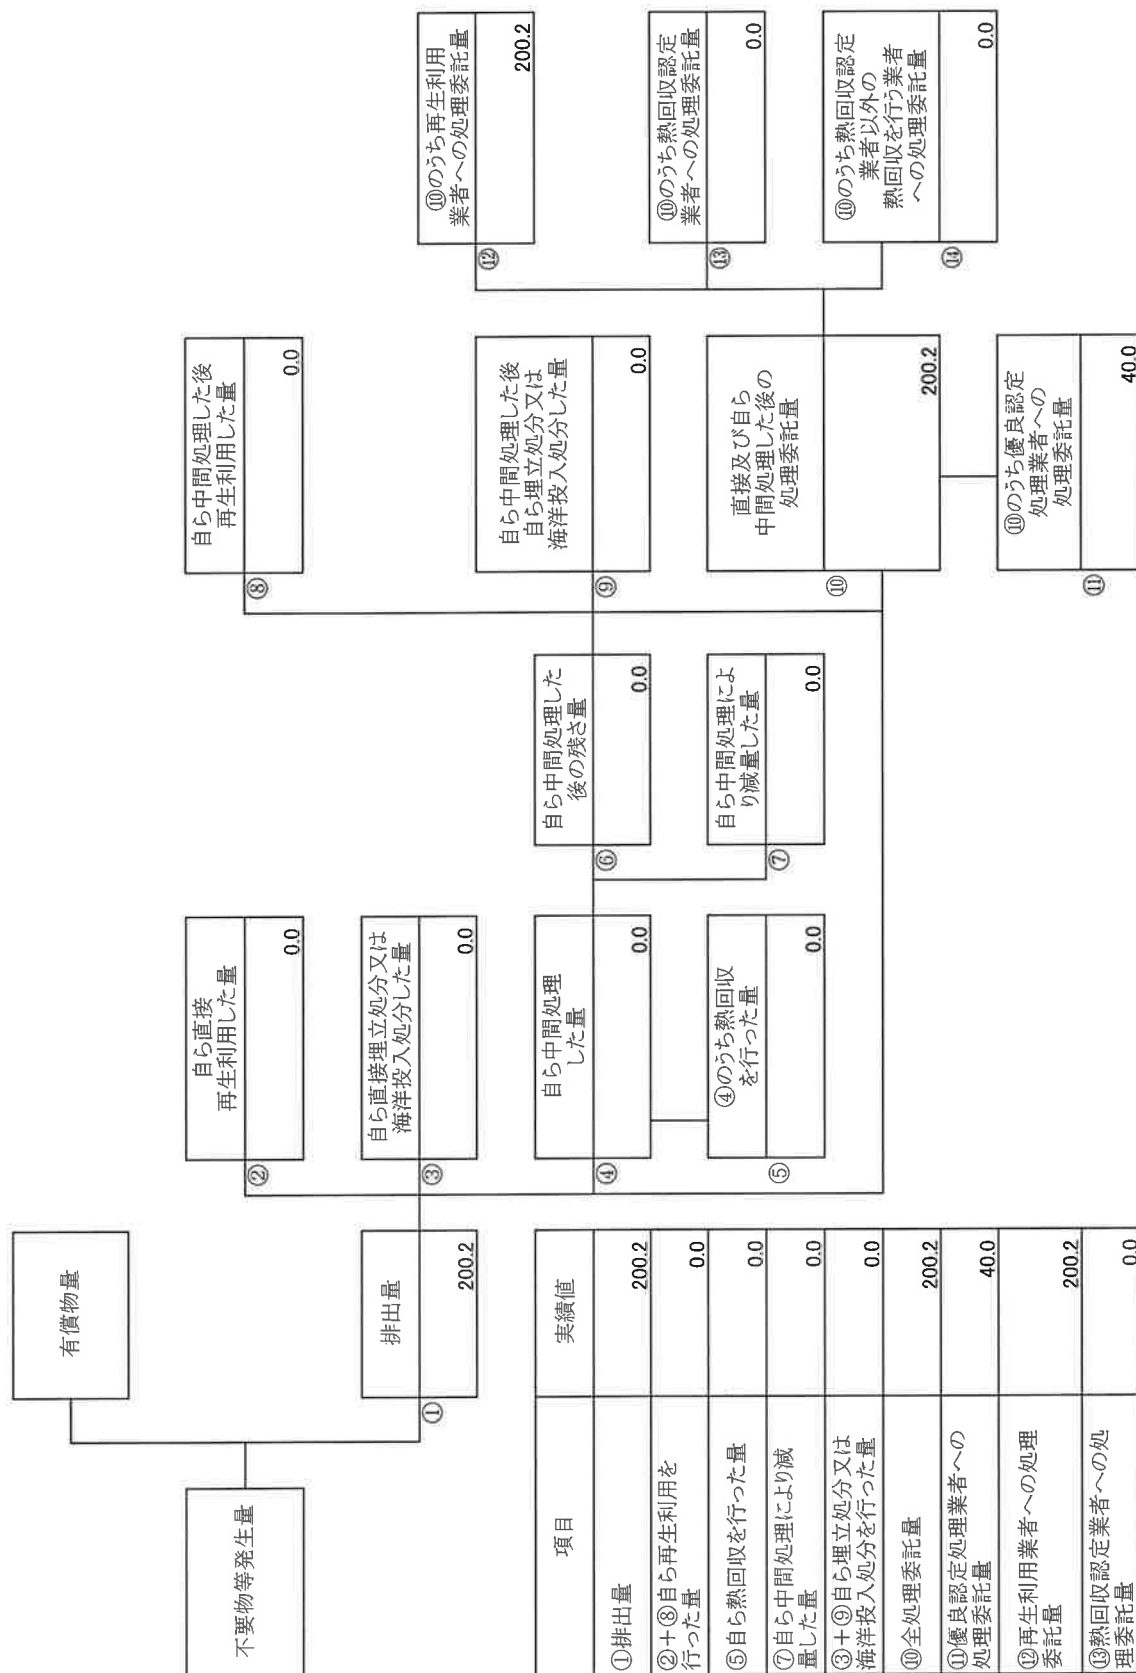 不要物等発生量
有償物量
排出量
①
200.2
自ら直接
再生利用した量
②
0.0
自ら直接埋立処分又は
海洋投入処分した量
③
0.0
自ら中間処理
した量
④
0.0
④のうち熱回収
を行った量
⑤
0.0
自ら中間処理した
後の残さ量
⑥
0.0
自ら中間処理によ
り減量した量
⑦
0.0
自ら中間処理した後
再生利用した量
⑧
0.0
自ら中間処理した後
自ら埋立処分又は
海洋投入処分した量
⑨
0.0
直接及び自ら
中間処理した後の
処理委託量
⑩
200.2
⑩のうち優良認定
処理業者への
処理委託量
⑪
40.0
⑩のうち再生利用
業者への処理委託量
⑫
200.2
⑩のうち熱回収認定
業者への処理委託量
⑬
0.0
⑩のうち熱回収認定
業者以外の
熱回収を行う業者
への処理委託量
⑭
0.0
項目 実績値
①排出量 200.2
②+⑧自ら再生利用を
行った量 0.0
⑤自ら熱回収を行った量 0.0
⑦自ら中間処理により減
量した量 0.0
③+⑨自ら埋立処分又は
海洋投入処分を行った量 0.0
⑩全処理委託量 200.2
⑪優良認定処理業者への
処理委託量 40.0
⑫再生利用業者への処理
委託量 200.2
⑬熱回収認定業者への処
理委託量 0.0